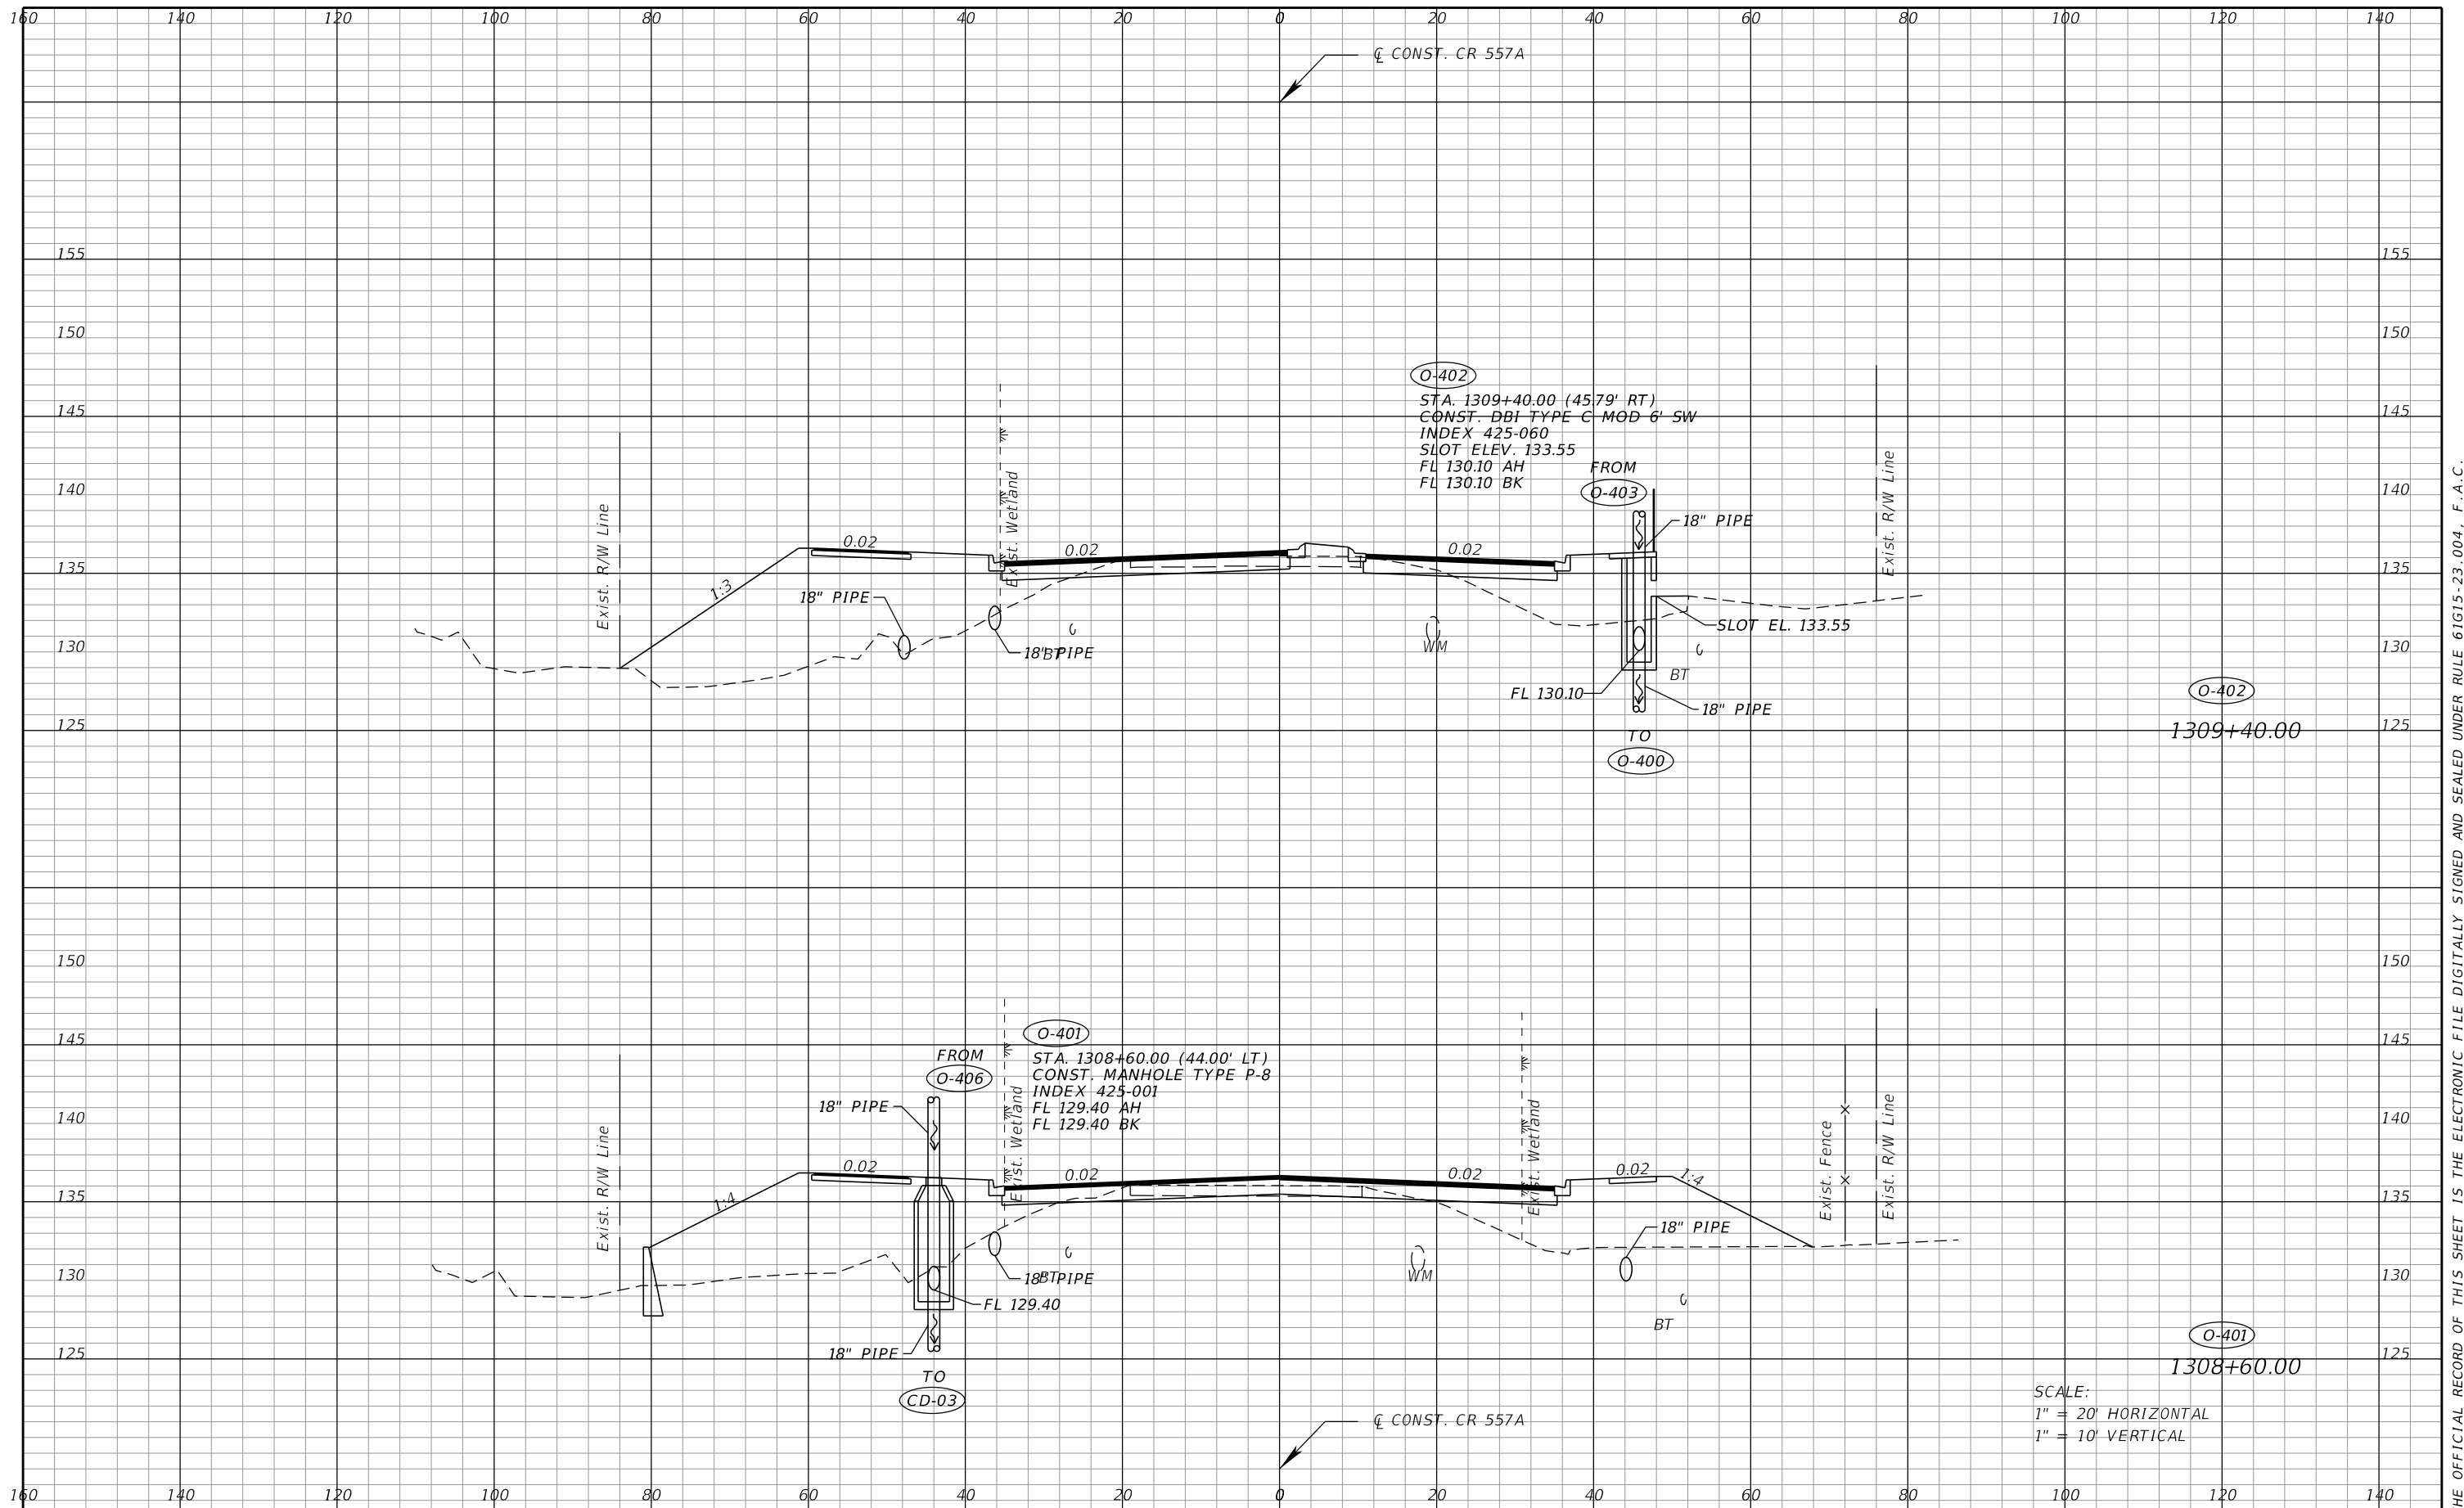 160 140 120 100 80 60 40 20 0 20 40 60 80 100 120 140
℄ CONST. CR 557A
155 155
150 150
145 145
140 140
135 135
130 130
125 125
O-402
STA. 1309+40.00 (45.79' RT)
CONST. DBI TYPE C MOD 6' SW
INDEX 425-060
SLOT ELEV. 133.55
FL 130.10 AH
FL 130.10 BK
FROM
O-403
18" PIPE
Exist. R/W Line
Exist. Wetland
Exist. R/W Line
0.02
0.02
0.02
1:3
18" PIPE
18" PIPE
BT
WM
SLOT EL. 133.55
BT
FL 130.10
18" PIPE
TO
O-400
O-402
1309+40.00
150 150
145 145
140 140
135 135
130 130
125 125
O-401
STA. 1308+60.00 (44.00' LT)
CONST. MANHOLE TYPE P-8
INDEX 425-001
FL 129.40 AH
FL 129.40 BK
FROM
O-406
18" PIPE
Exist. R/W Line
Exist. Wetland
Exist. Wetland
Exist. Fence
Exist. R/W Line
0.02
0.02
0.02
0.02
1:4
1:4
18" PIPE
18" PIPE
BT
WM
FL 129.40
BT
18" PIPE
TO
CD-03
O-401
1308+60.00
SCALE:
1" = 20' HORIZONTAL
1" = 10' VERTICAL
℄ CONST. CR 557A
160 140 120 100 80 60 40 20 0 20 40 60 80 100 120 140
OFFICIAL RECORD OF THIS SHEET IS THE ELECTRONIC FILE DIGITALLY SIGNED AND SEALED UNDER RULE 61G15-23.004, F.A.C.